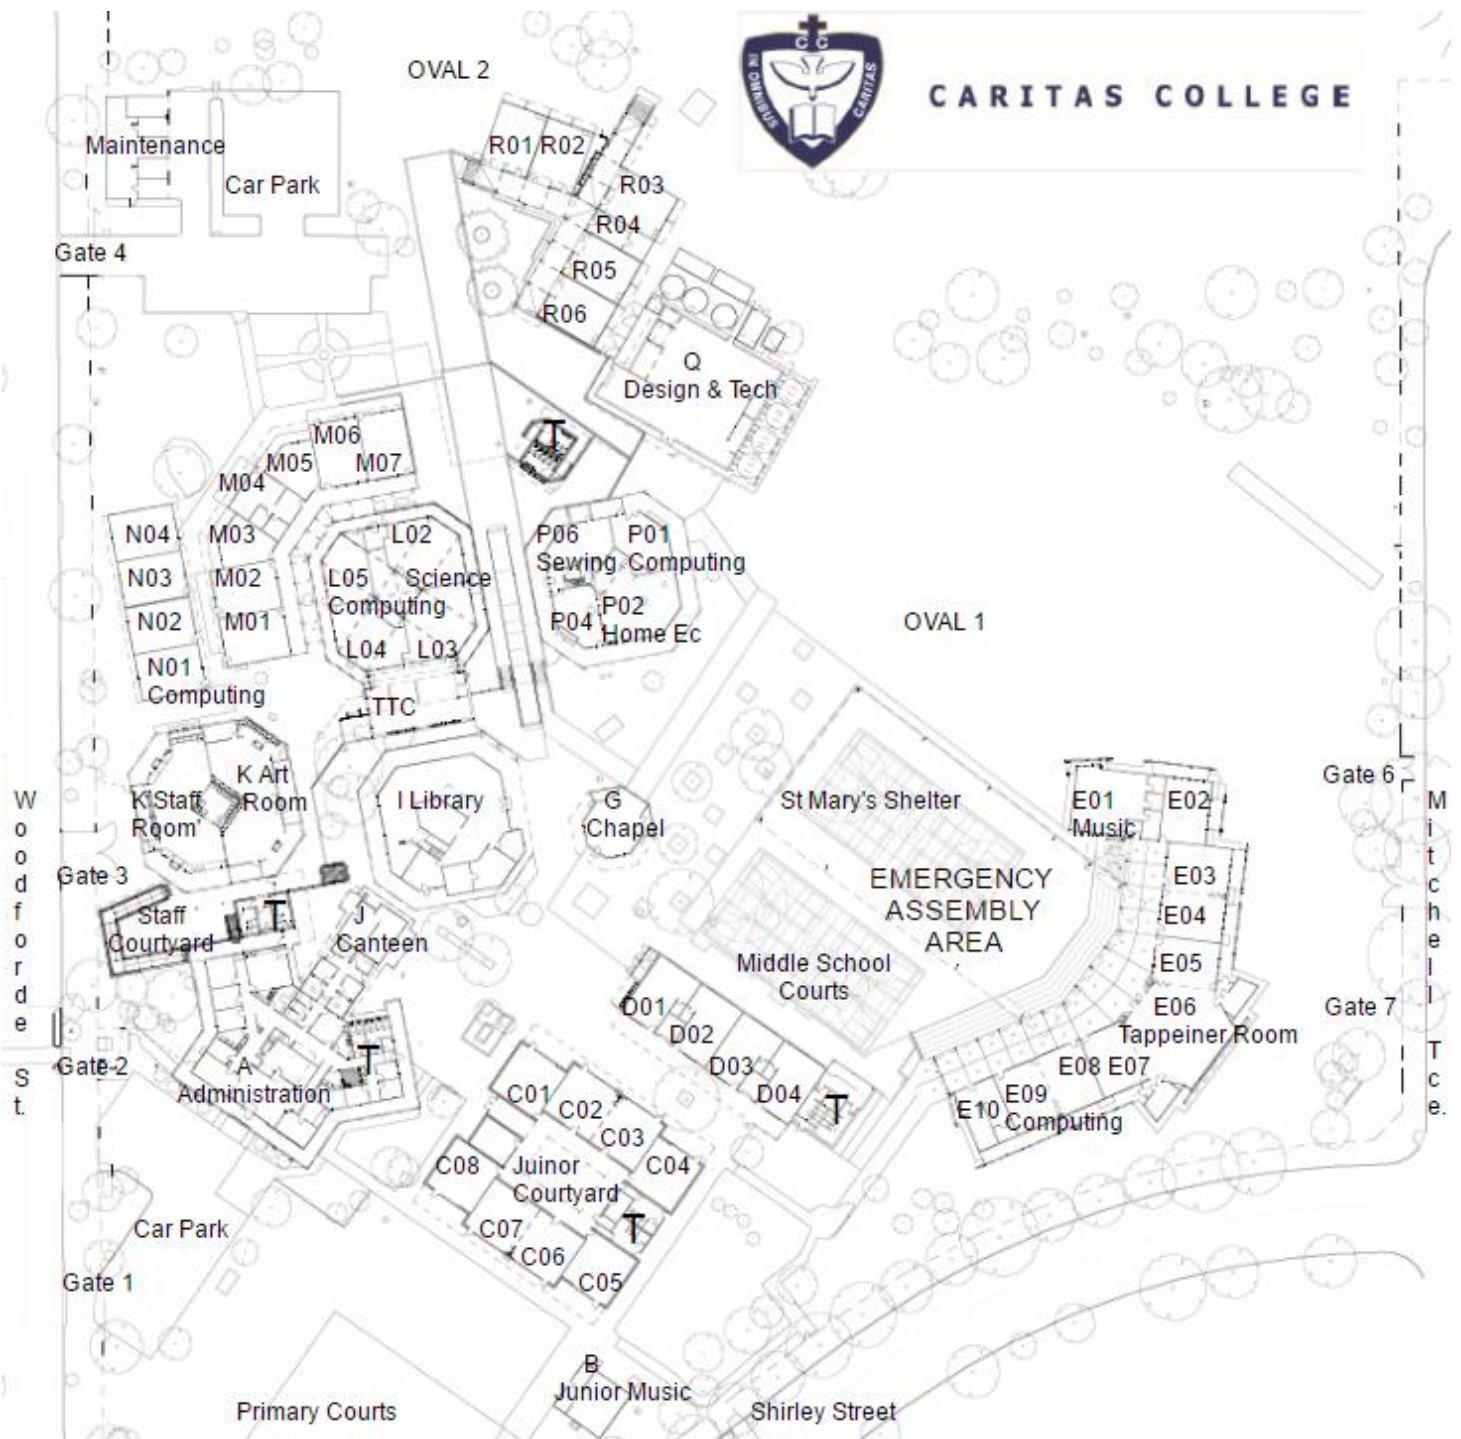 OVAL 2
IN OMNIBUS
CC
CARITAS
CARITAS COLLEGE
Maintenance
Car Park
Gate 4
R01
R02
R03
R04
R05
R06
Q
Design & Tech
T
M06
M05
M07
M04
M03
M02
M01
N04
N03
N02
N01
Computing
L02
L05
Science
Computing
L04
L03
P06
Sewing
P01
Computing
P02
Home Ec
P04
TTC
OVAL 1
K Art
Room
K Staff
Room
I Library
G
Chapel
St Mary's Shelter
E01
Music
E02
E03
E04
E05
E06
Tappeiner Room
E07
E08
E09
Computing
E10
Gate 6
Gate 7
Mitchell Tce.
Woodforde St.
Gate 3
Staff
Courtyard
T
J
Canteen
EMERGENCY
ASSEMBLY
AREA
Middle School
Courts
D01
D02
D03
D04
T
Gate 2
A
Administration
T
C01
C02
C03
C04
C08
Juinor
Courtyard
T
C07
C06
C05
Car Park
Gate 1
B
Junior Music
Primary Courts
Shirley Street